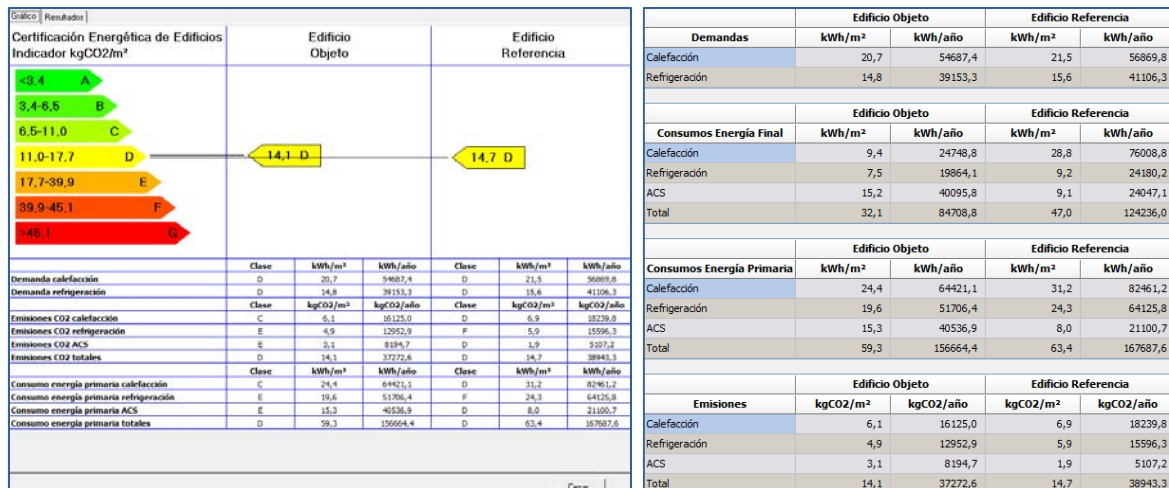 Gráfico Resultados
Certificación Energética de Edificios
Indicador kgCO2/m²
Edificio
Objeto
Edificio
Referencia
<3,4 A
3,4-6,5 B
6,5-11,0 C
11,0-17,7 D
17,7-39,9 E
39,9-45,1 F
>45,1 G
14,1 D
14,7 D
Clase kWh/m² kWh/año Clase kWh/m² kWh/año
Demanda calefacción D 20,7 54687,4 D 21,5 56869,8
Demanda refrigeración D 14,8 39153,3 D 15,6 41106,3
Clase kgCO2/m² kgCO2/año Clase kgCO2/m² kgCO2/año
Emisiones CO2 calefacción C 6,1 16125,0 D 6,9 18239,8
Emisiones CO2 refrigeración E 4,9 12952,9 F 5,9 15596,3
Emisiones CO2 ACS E 3,1 8194,7 D 1,9 5107,2
Emisiones CO2 totales D 14,1 37272,6 D 14,7 38943,3
Clase kWh/m² kWh/año Clase kWh/m² kWh/año
Consumo energía primaria calefacción C 24,4 64421,1 D 31,2 82461,2
Consumo energía primaria refrigeración E 19,6 51706,4 F 24,3 64125,8
Consumo energía primaria ACS E 15,3 40536,9 D 8,0 21100,7
Consumo energía primaria totales D 59,3 156664,4 D 63,4 167687,6
Edificio Objeto Edificio Referencia
Demandas kWh/m² kWh/año kWh/m² kWh/año
Calefacción 20,7 54687,4 21,5 56869,8
Refrigeración 14,8 39153,3 15,6 41106,3
Edificio Objeto Edificio Referencia
Consumos Energía Final kWh/m² kWh/año kWh/m² kWh/año
Calefacción 9,4 24748,8 28,8 76008,8
Refrigeración 7,5 19864,1 9,2 24180,2
ACS 15,2 40095,8 9,1 24047,1
Total 32,1 84708,8 47,0 124236,0
Edificio Objeto Edificio Referencia
Consumos Energía Primaria kWh/m² kWh/año kWh/m² kWh/año
Calefacción 24,4 64421,1 31,2 82461,2
Refrigeración 19,6 51706,4 24,3 64125,8
ACS 15,3 40536,9 8,0 21100,7
Total 59,3 156664,4 63,4 167687,6
Edificio Objeto Edificio Referencia
Emisiones kgCO2/m² kgCO2/año kgCO2/m² kgCO2/año
Calefacción 6,1 16125,0 6,9 18239,8
Refrigeración 4,9 12952,9 5,9 15596,3
ACS 3,1 8194,7 1,9 5107,2
Total 14,1 37272,6 14,7 38943,3